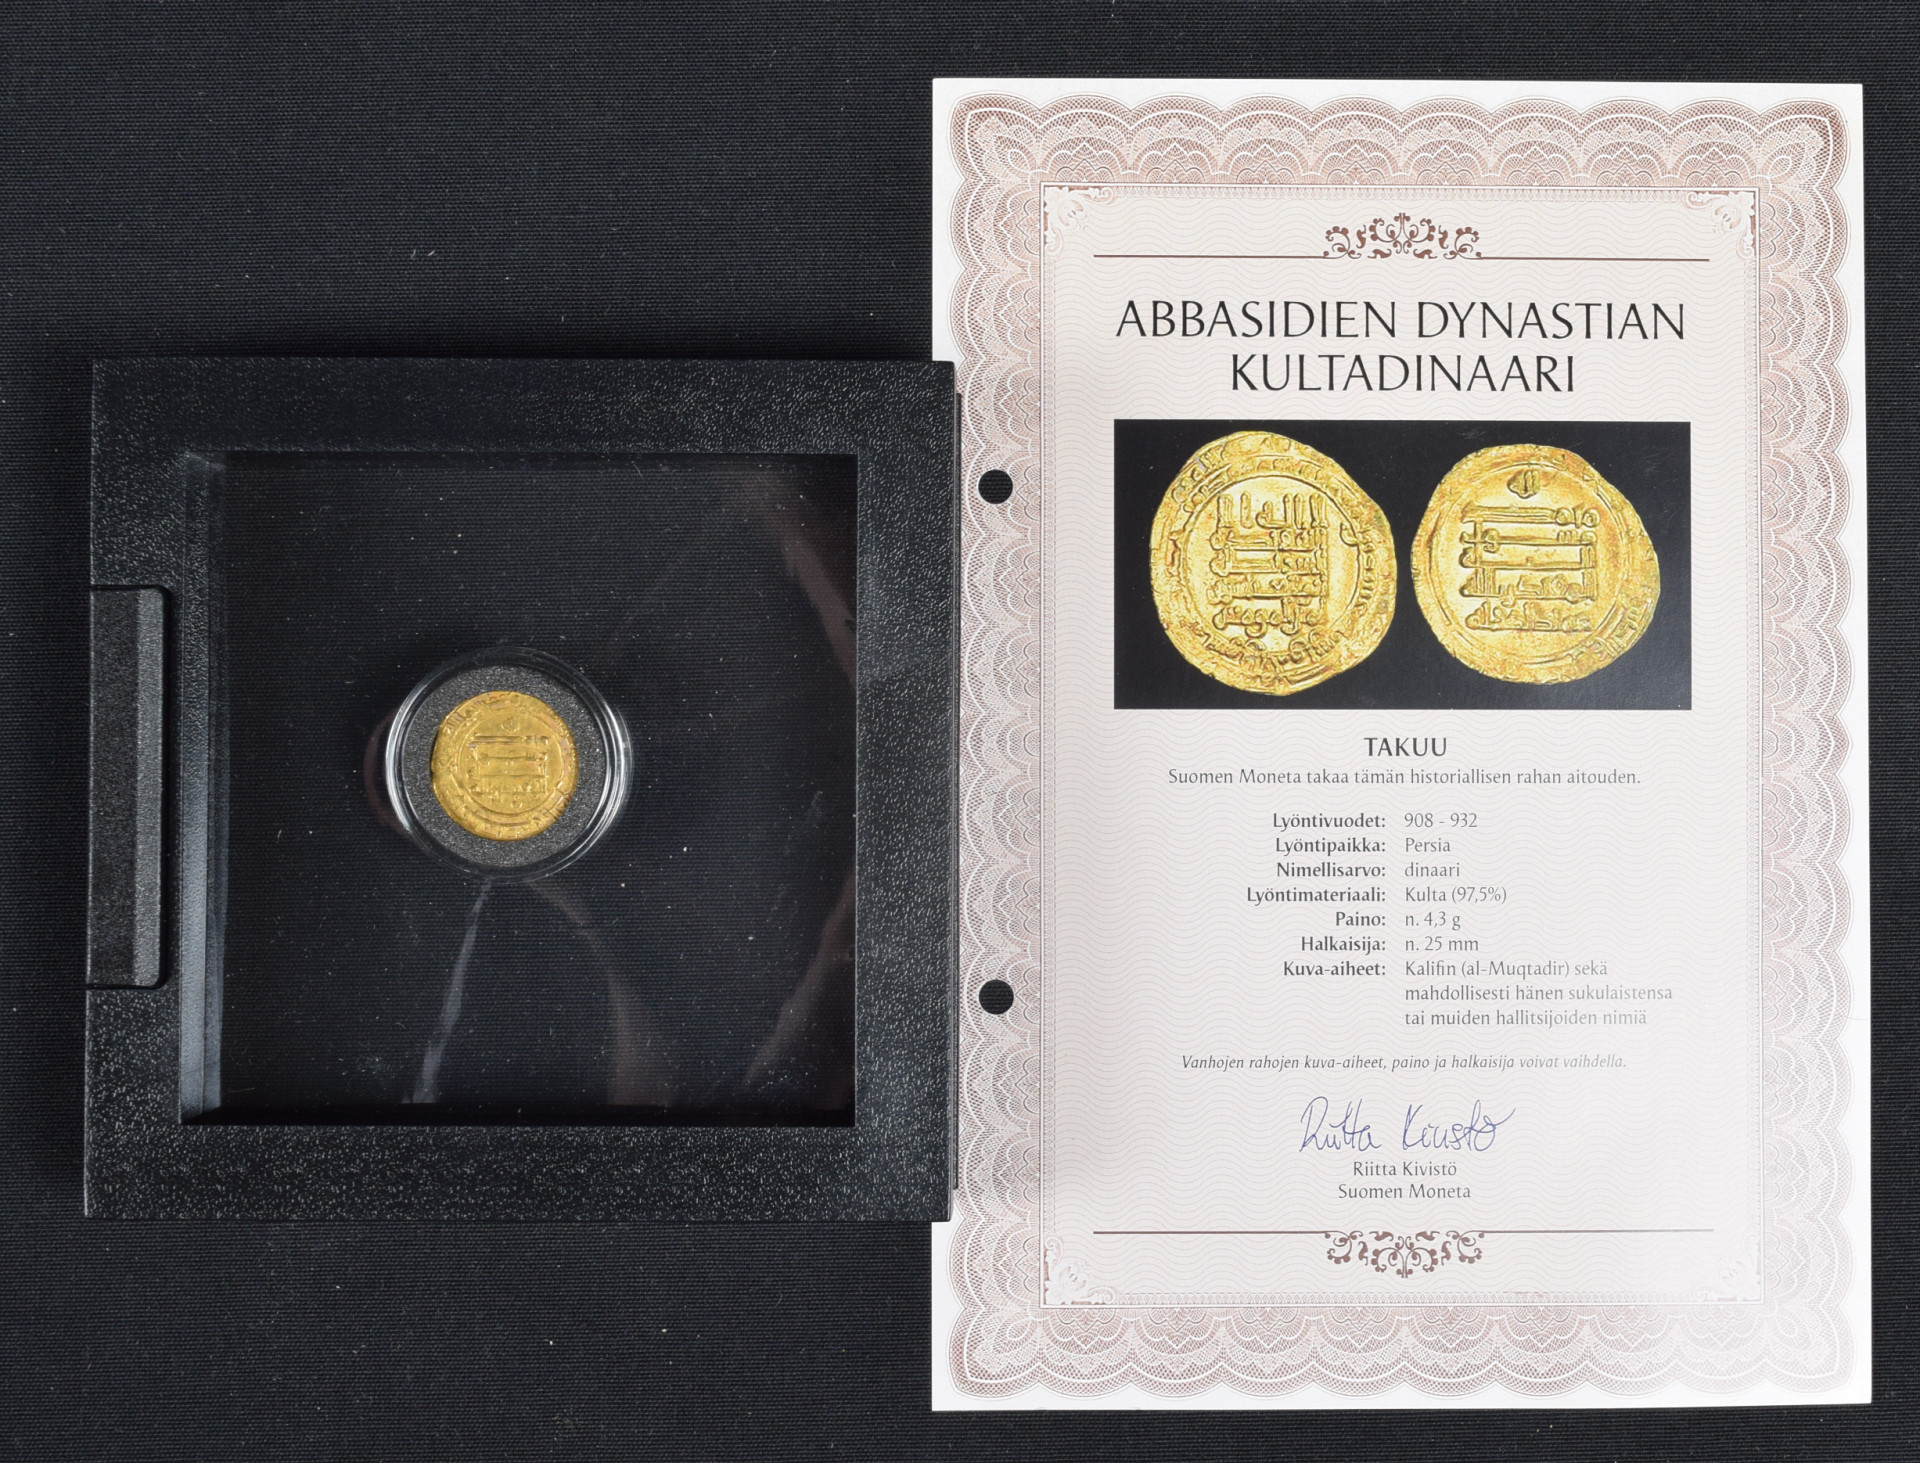 ABBASIDIEN DYNASTIAN
KULTADINAARI
TAKUU
Suomen Moneta takaa tämän historiallisen rahan aitouden.
Lyöntivuodet: 908 - 932
Lyöntipaikka: Persia
Nimellisarvo: dinaari
Lyöntimateriaali: Kulta (97,5%)
Paino: n. 4,3 g
Halkaisija: n. 25 mm
Kuva-aiheet: Kalifin (al-Muqtadir) sekä
mahdollisesti hänen sukulaistensa
tai muiden hallitsijoiden nimiä
Vanhojen rahojen kuva-aiheet, paino ja halkaisija voivat vaihdella.
Riitta Kivistö
Riitta Kivistö
Suomen Moneta